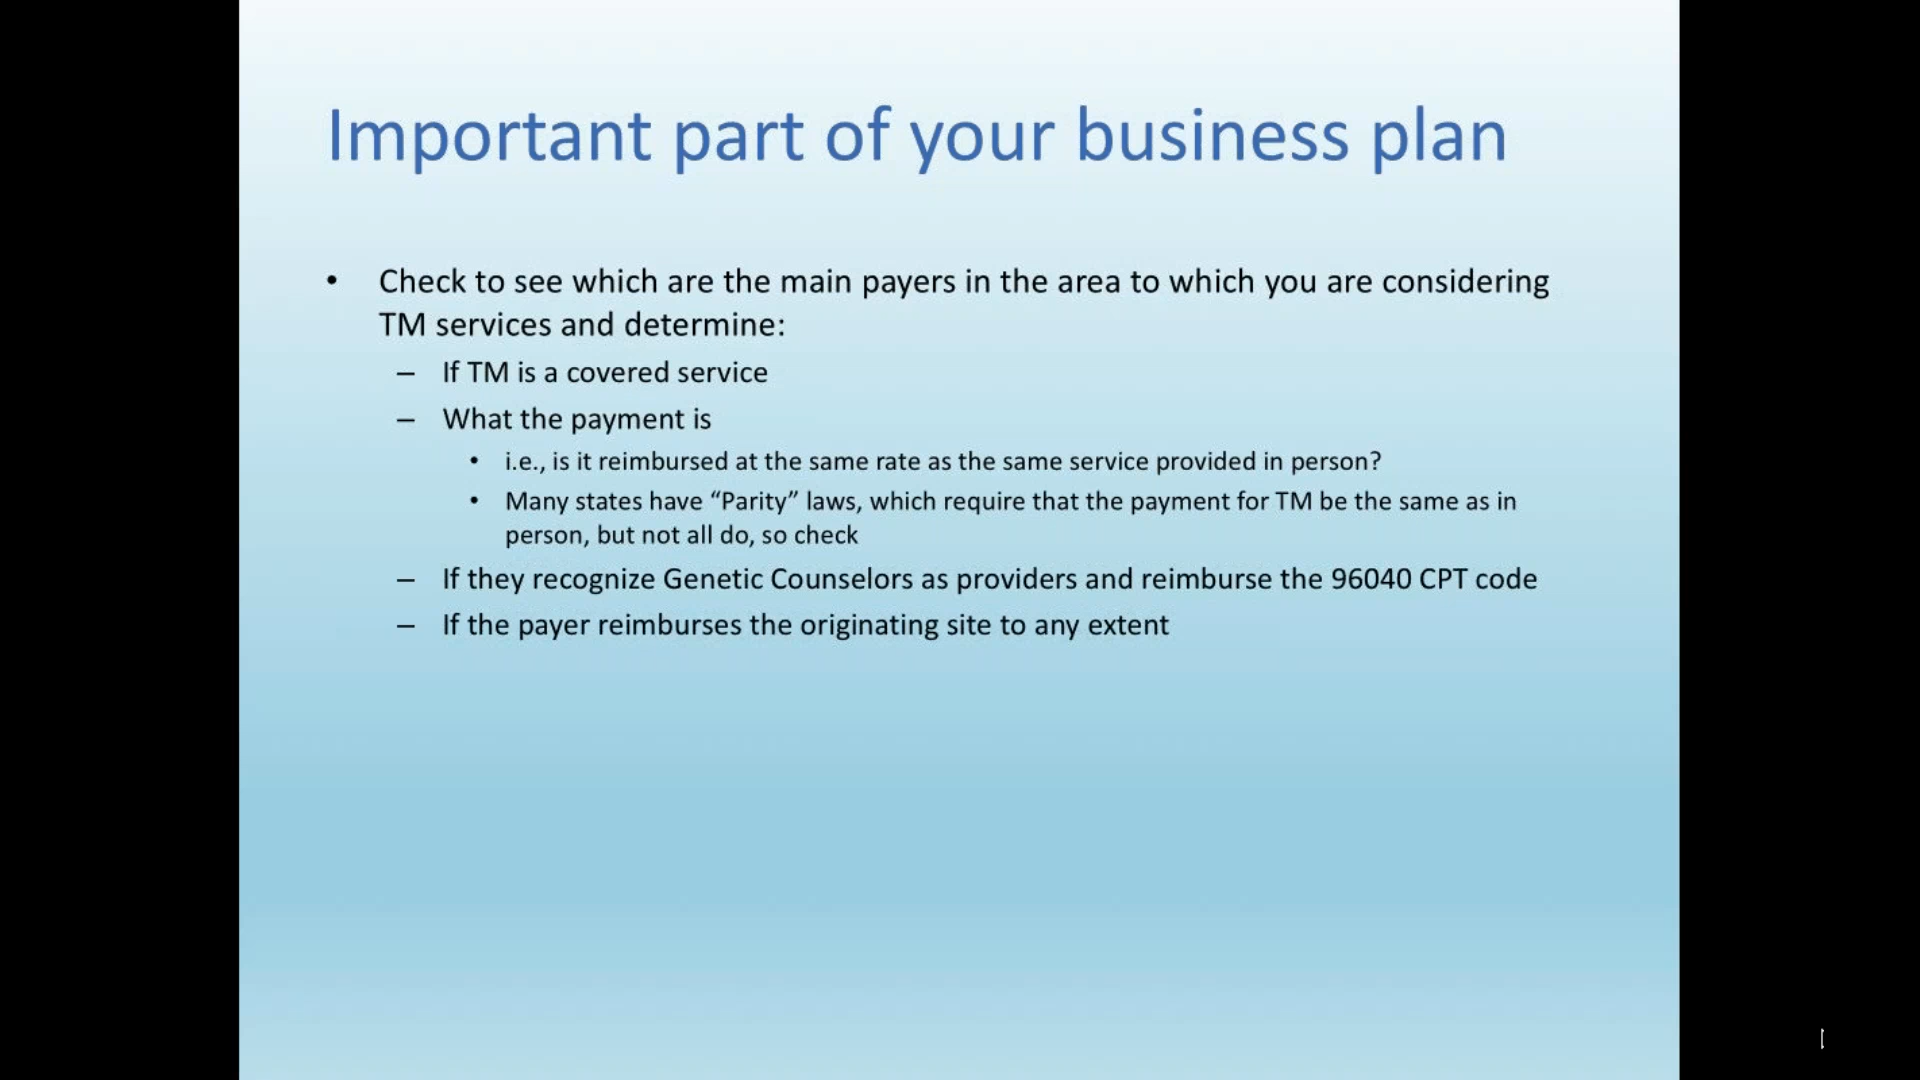 Important part of your business plan
• Check to see which are the main payers in the area to which you are considering
TM services and determine:
– If TM is a covered service
– What the payment is
• i.e., is it reimbursed at the same rate as the same service provided in person?
• Many states have “Parity” laws, which require that the payment for TM be the same as in
person, but not all do, so check
– If they recognize Genetic Counselors as providers and reimburse the 96040 CPT code
– If the payer reimburses the originating site to any extent